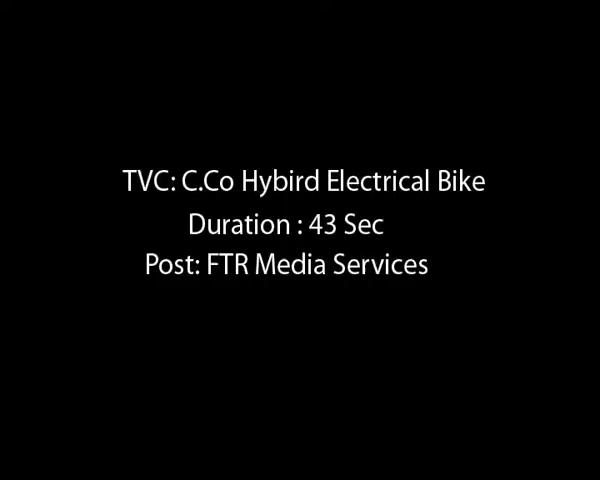 TVC: C.Co Hybird Electrical Bike
Duration : 43 Sec
Post: FTR Media Services